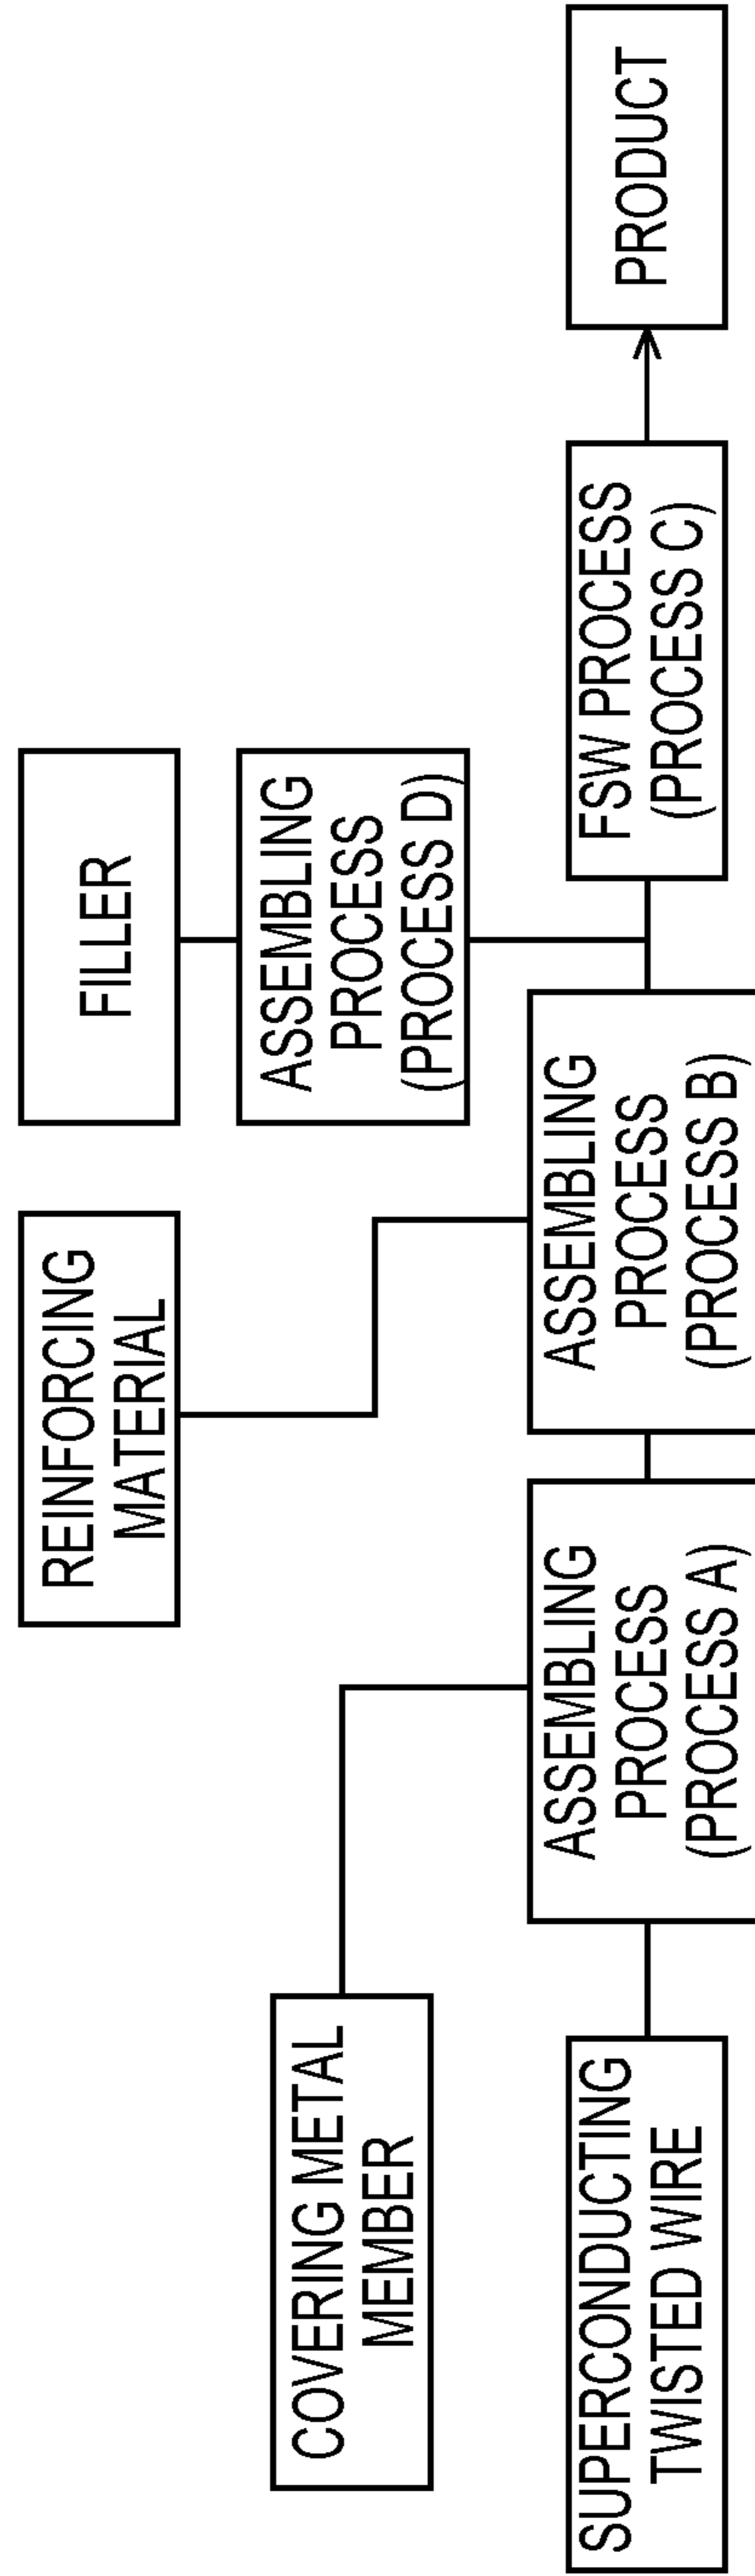 SUPERCONDUCTING
TWISTED WIRE
COVERING METAL
MEMBER
ASSEMBLING
PROCESS
(PROCESS A)
REINFORCING
MATERIAL
ASSEMBLING
PROCESS
(PROCESS B)
FILLER
ASSEMBLING
PROCESS
(PROCESS D)
FSW PROCESS
(PROCESS C)
PRODUCT